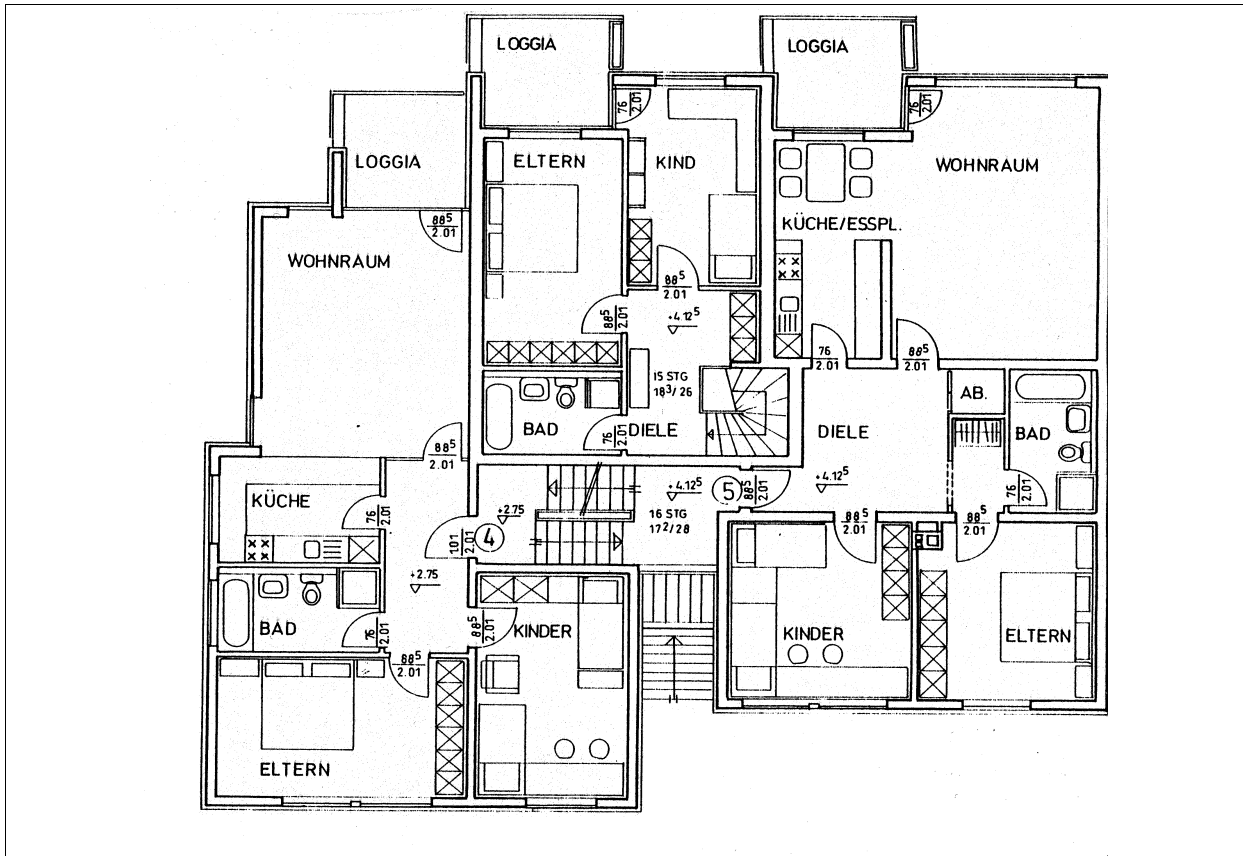 LOGGIA
LOGGIA
76
2.01
76
2.01
LOGGIA
ELTERN
KIND
WOHNRAUM
88⁵
2.01
KÜCHE/ESSPL.
WOHNRAUM
88⁵
2.01
88⁵
2.01
+4.12⁵
76
2.01
88⁵
2.01
15 STG
18³/26
AB.
BAD
76
2.01
DIELE
DIELE
BAD
88⁵
2.01
KÜCHE
76
2.01
+2.75
+4.12⁵
5
88⁵
2.01
+4.12⁵
76
2.01
16 STG
17²/28
4
1.01
2.01
88⁵
2.01
88⁵
2.01
+2.75
BAD
76
2.01
88⁵
2.01
KINDER
KINDER
ELTERN
88⁵
2.01
ELTERN